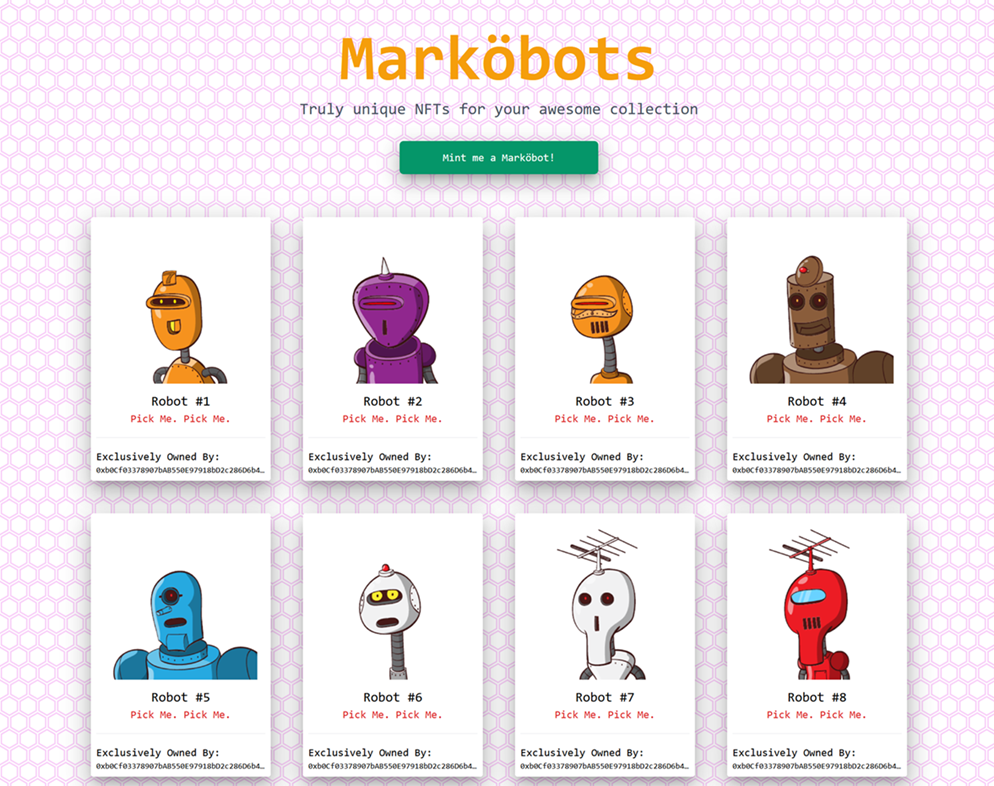 Marköbots
Truly unique NFTs for your awesome collection
Mint me a Marköbot!
Robot #1
Pick Me. Pick Me.
Exclusively Owned By:
0xb0Cf03378907bAB550E97918bD2c286D6b4…
Robot #2
Pick Me. Pick Me.
Exclusively Owned By:
0xb0Cf03378907bAB550E97918bD2c286D6b4…
Robot #3
Pick Me. Pick Me.
Exclusively Owned By:
0xb0Cf03378907bAB550E97918bD2c286D6b4…
Robot #4
Pick Me. Pick Me.
Exclusively Owned By:
0xb0Cf03378907bAB550E97918bD2c286D6b4…
Robot #5
Pick Me. Pick Me.
Exclusively Owned By:
0xb0Cf03378907bAB550E97918bD2c286D6b4…
Robot #6
Pick Me. Pick Me.
Exclusively Owned By:
0xb0Cf03378907bAB550E97918bD2c286D6b4…
Robot #7
Pick Me. Pick Me.
Exclusively Owned By:
0xb0Cf03378907bAB550E97918bD2c286D6b4…
Robot #8
Pick Me. Pick Me.
Exclusively Owned By:
0xb0Cf03378907bAB550E97918bD2c286D6b4…